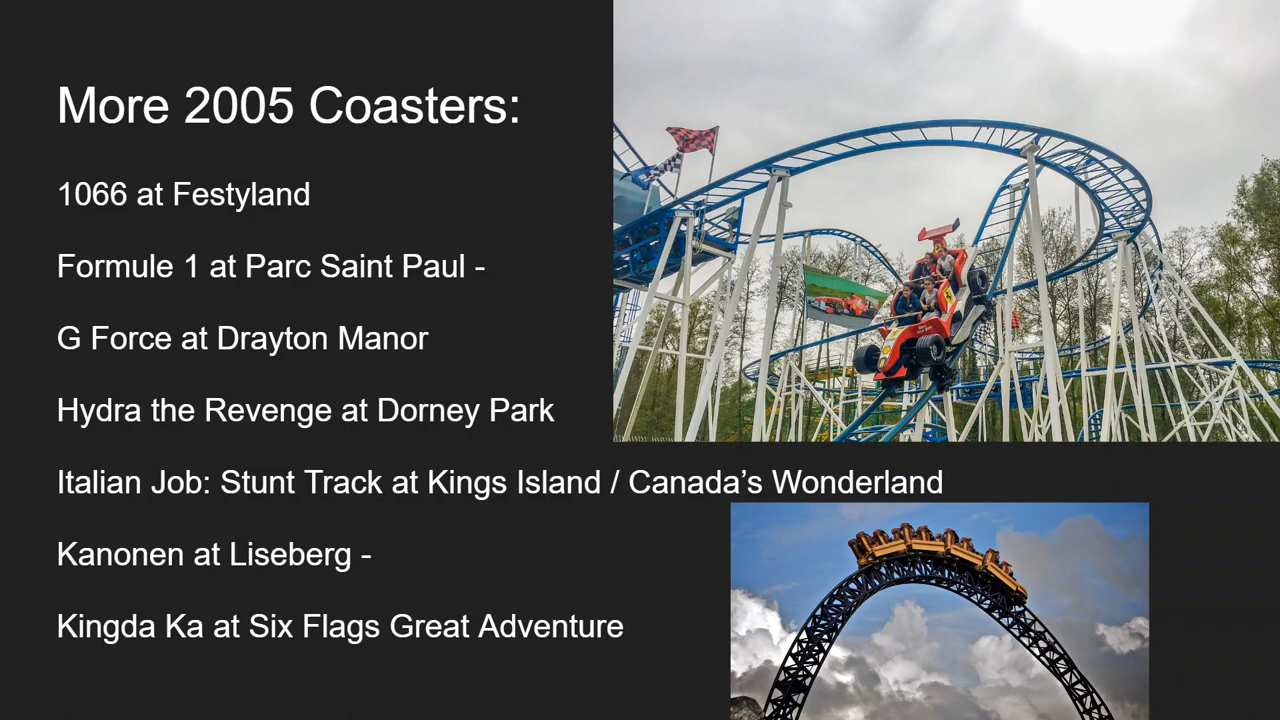 More 2005 Coasters:
1066 at Festyland
Formule 1 at Parc Saint Paul -
G Force at Drayton Manor
Hydra the Revenge at Dorney Park
Italian Job: Stunt Track at Kings Island / Canada’s Wonderland
Kanonen at Liseberg -
Kingda Ka at Six Flags Great Adventure